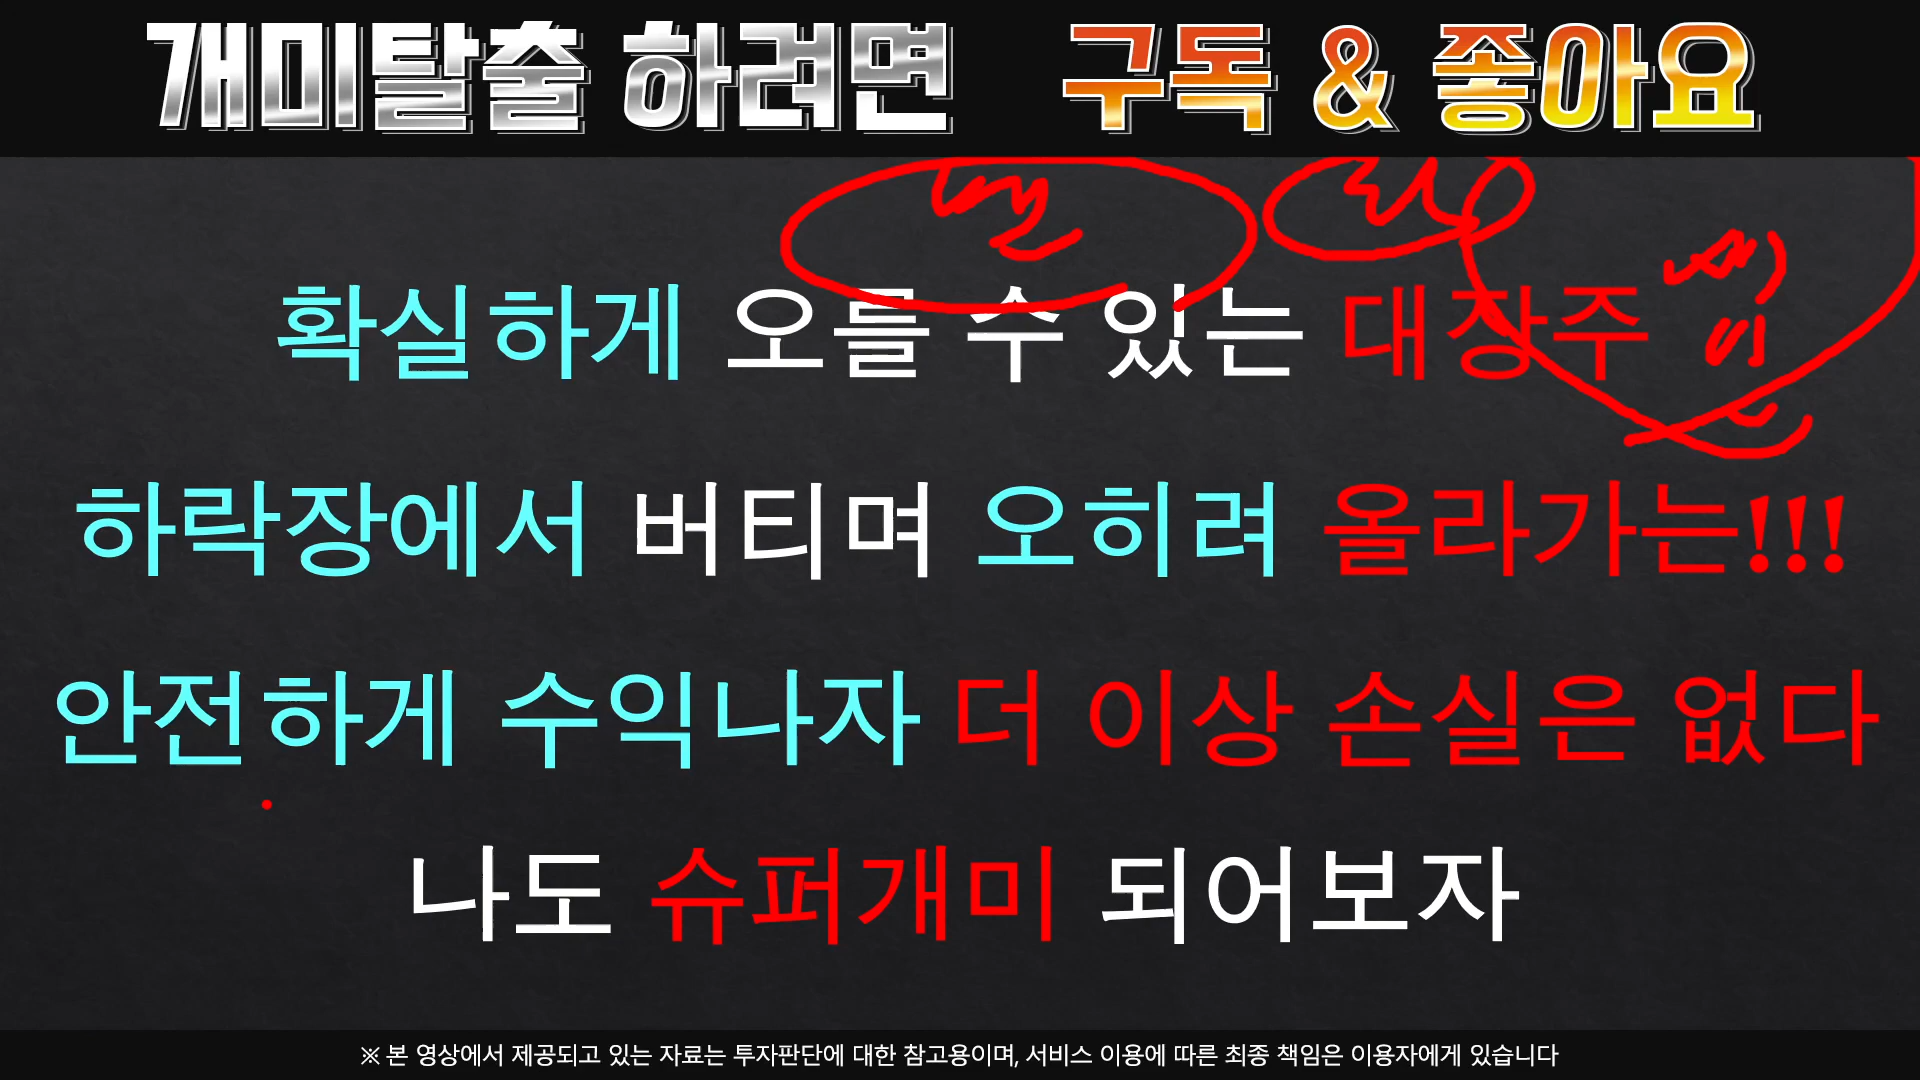 개미탈출 하려면 구독 & 좋아요
확실하게 오를 수 있는 대장주
하락장에서 버티며 오히려 올라가는!!!
안전하게 수익나자 더 이상 손실은 없다
나도 슈퍼개미 되어보자
※ 본 영상에서 제공되고 있는 자료는 투자판단에 대한 참고용이며, 서비스 이용에 따른 최종 책임은 이용자에게 있습니다